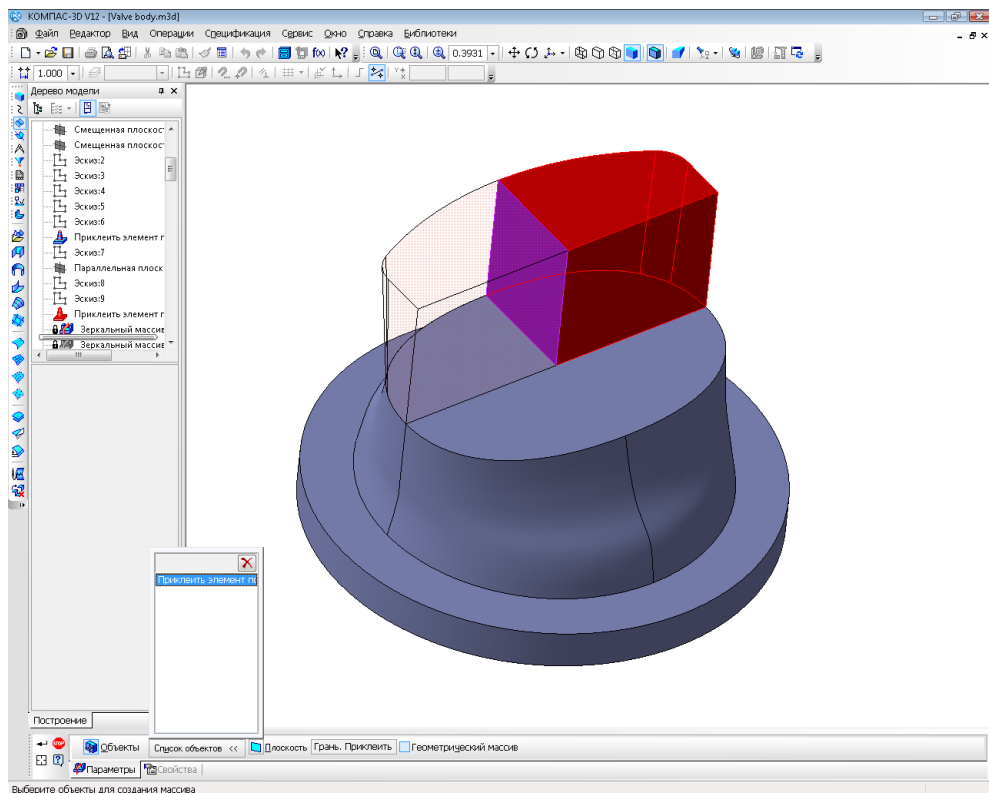 КОМПАС-3D V12 - [Valve body.m3d]
Файл Редактор Вид Операции Спецификация Сервис Окно Справка Библиотеки
0.3931
1.000
Дерево модели
Смещенная плоскос
Смещенная плоскос
Эскиз:2
Эскиз:3
Эскиз:4
Эскиз:5
Эскиз:6
Приклеить элемент г
Эскиз:7
Параллельная плоск
Эскиз:8
Эскиз:9
Приклеить элемент г
Зеркальный массив
Зеркальный массив
Приклеить элемент по
Построение
Объекты Список объектов << Плоскость Грань. Приклеить Геометрический массив
Параметры Свойства
Выберите объекты для создания массива